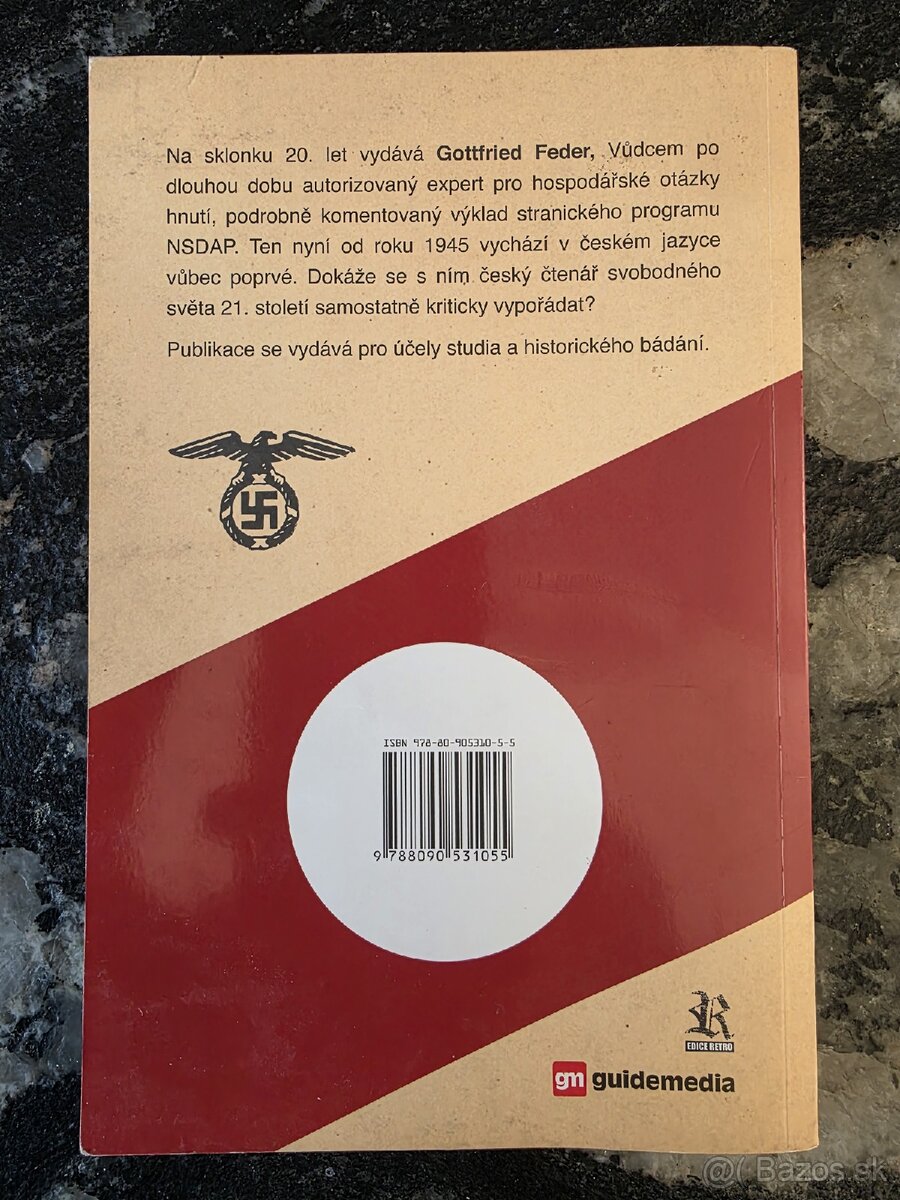 Na sklonku 20. let vydává Gottfried Feder, Vůdcem po
dlouhou dobu autorizovaný expert pro hospodářské otázky
hnutí, podrobně komentovaný výklad stranického programu
NSDAP. Ten nyní od roku 1945 vychází v českém jazyce
vůbec poprvé. Dokáže se s ním český čtenář svobodného
světa 21. století samostatně kriticky vypořádat?
Publikace se vydává pro účely studia a historického bádání.
ISBN 978-80-905310-5-5
9 788090 531055
R
EDICE RETRO
gm guidemedia
@( Bazos.sk